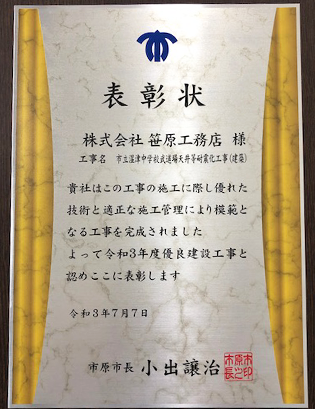 表彰状
株式会社 笹原工務店 様
工事名 市立湿津中学校武道場天井等耐震化工事(建築)
貴社はこの工事の施工に際し優れた
技術と適正な施工管理により模範と
なる工事を完成されました
よって令和3年度優良建設工事と
認めここに表彰します
令和3年7月7日
市原市長 小出譲治
市原市長之印